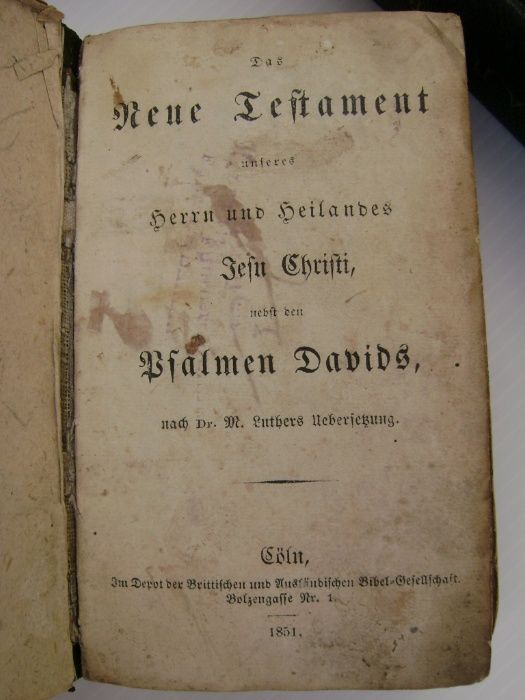 Das
Neue Testament
unseres
Herrn und Heilandes
Jesu Christi,
nebst den
Psalmen Davids,
nach Dr. M. Luthers Uebersetzung.
Cöln,
Im Depot der Brittischen und Ausländischen Bibel-Gesellschaft.
Bolzengasse Nr. 1.
1851.